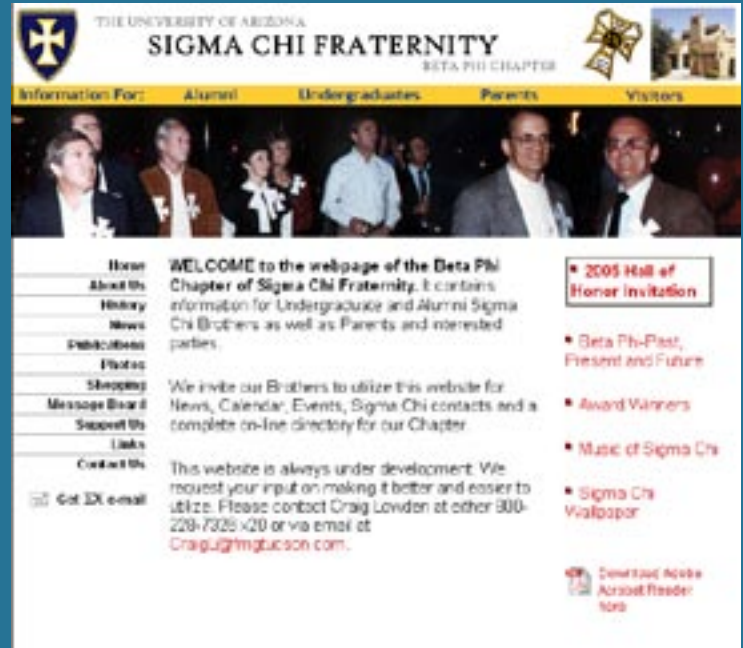 THE UNIVERSITY OF ARIZONA
SIGMA CHI FRATERNITY
BETA PHI CHAPTER
Information For: Alumni Undergraduates Parents Visitors
Home
About Us
History
News
Publications
Photos
Shopping
Message Board
Support Us
Links
Contact Us
Get ΣX e-mail
WELCOME to the webpage of the Beta Phi
Chapter of Sigma Chi Fraternity. It contains
information for Undergraduate and Alumni Sigma
Chi Brothers as well as Parents and interested
parties.
We invite our Brothers to utilize this website for
News, Calendar, Events, Sigma Chi contacts and a
complete on-line directory for our Chapter.
This website is always under development. We
request your input on making it better and easier to
utilize. Please contact Craig Lowden at either 800-
228-7326 x20 or via email at
CraigL@fmgtucson.com.
• 2005 Hall of
Honor Invitation
• Beta Phi-Past,
Present and Future
• Award Winners
• Music of Sigma Chi
• Sigma Chi
Wallpaper
Download Adobe
Acrobat Reader
here